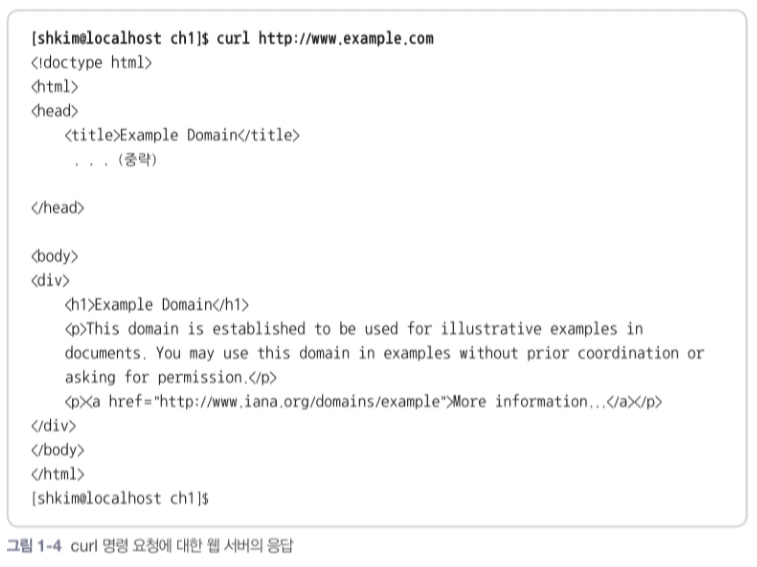 [shkim@localhost ch1]$ curl http://www.example.com
<!doctype html>
<html>
<head>
<title>Example Domain</title>
. . . (중략)
</head>
<body>
<div>
<h1>Example Domain</h1>
<p>This domain is established to be used for illustrative examples in
documents. You may use this domain in examples without prior coordination or
asking for permission.</p>
<p><a href="http://www.iana.org/domains/example">More information...</a></p>
</div>
</body>
</html>
[shkim@localhost ch1]$
그림 1-4 curl 명령 요청에 대한 웹 서버의 응답